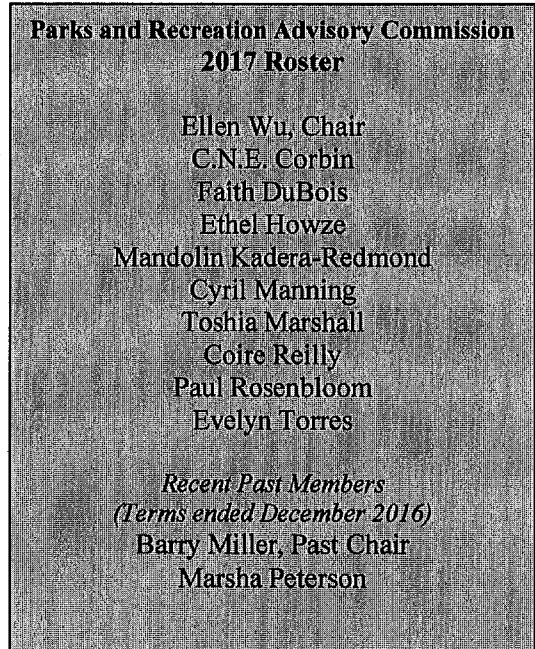 Parks and Recreation Advisory Commission
2017 Roster
Ellen Wu, Chair
C.N.E. Corbin
Faith DuBois
Ethel Howze
Mandolin Kadera-Redmond
Cyril Manning
Toshia Marshall
Coire Reilly
Paul Rosenbloom
Evelyn Torres
Recent Past Members
(Terms ended December 2016)
Barry Miller, Past Chair
Marsha Peterson